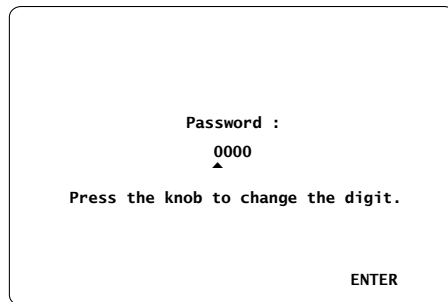 Password :
0000
Press the knob to change the digit.
ENTER